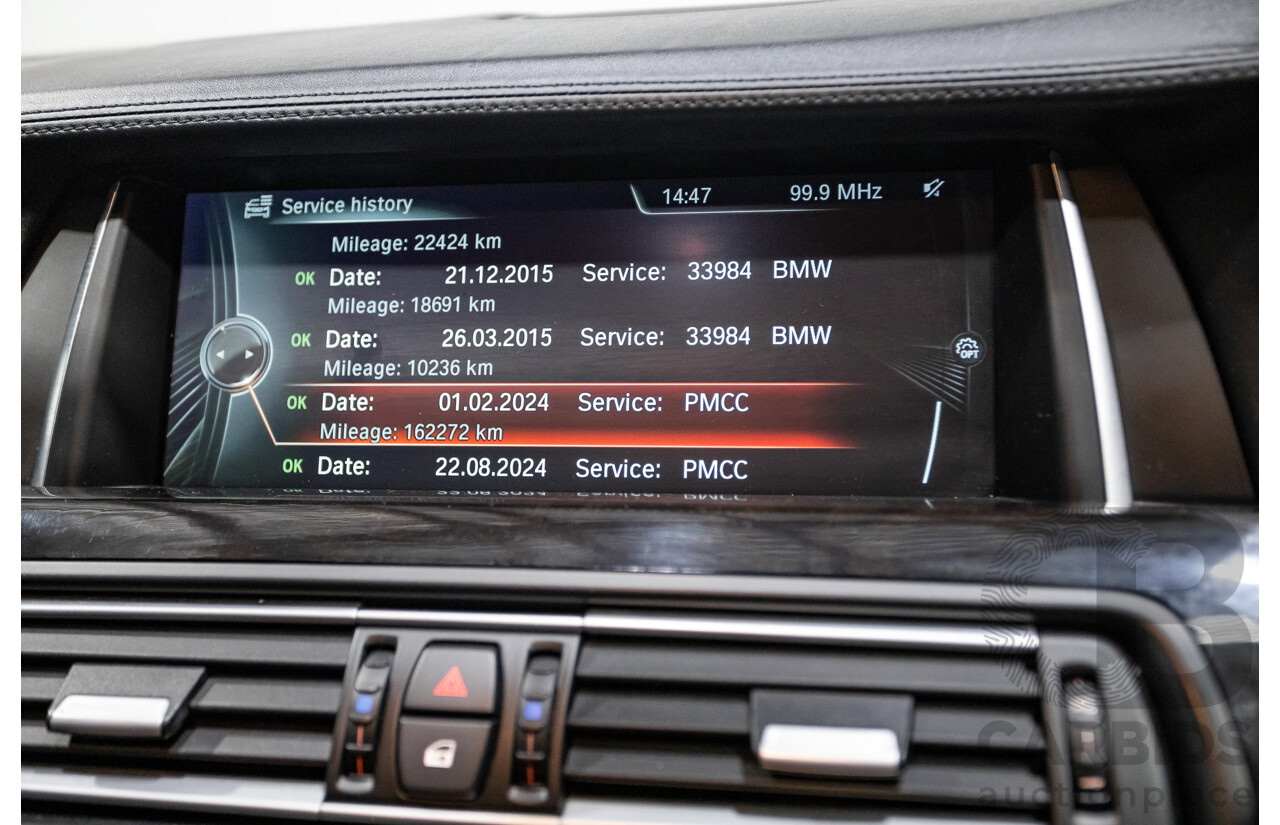 Service history 14:47 99.9 MHz
Mileage: 22424 km
OK Date: 21.12.2015 Service: 33984 BMW
Mileage: 18691 km
OK Date: 26.03.2015 Service: 33984 BMW
Mileage: 10236 km
OPT
OK Date: 01.02.2024 Service: PMCC
Mileage: 162272 km
OK Date: 22.08.2024 Service: PMCC
B
CARBIDS
auctionplace